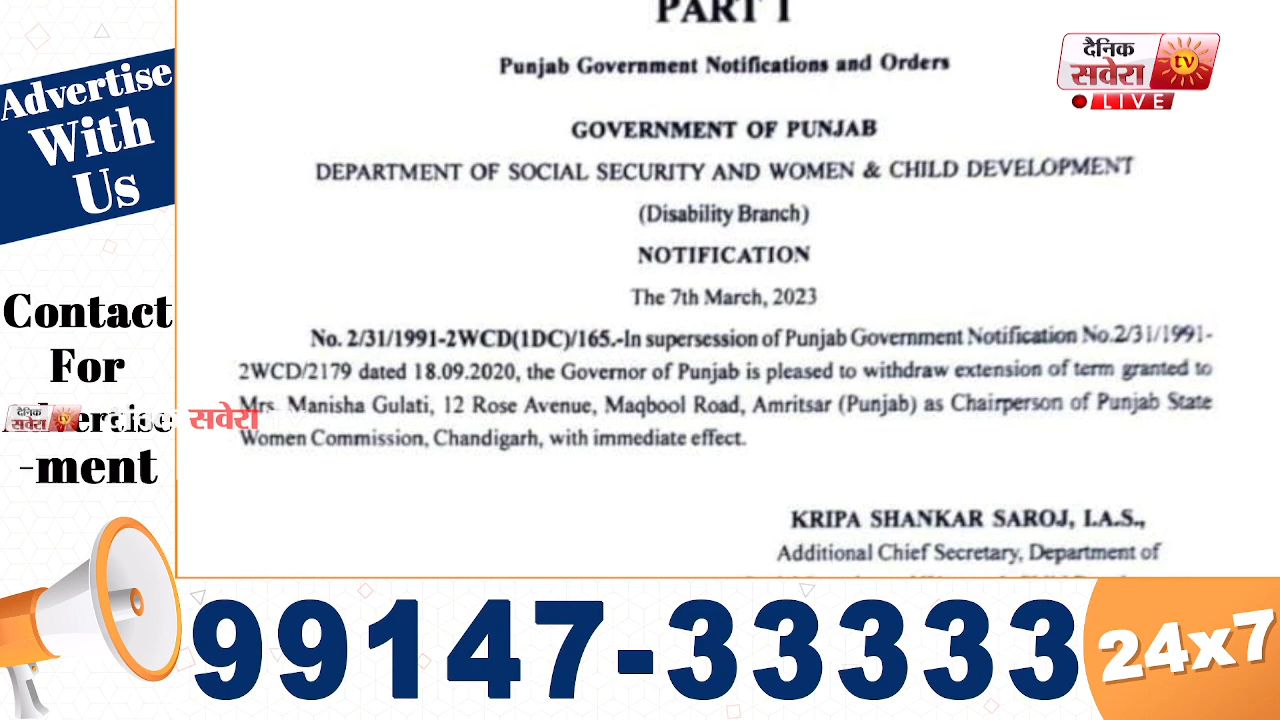 PART I
Punjab Government Notifications and Orders
GOVERNMENT OF PUNJAB
DEPARTMENT OF SOCIAL SECURITY AND WOMEN & CHILD DEVELOPMENT
(Disability Branch)
NOTIFICATION
The 7th March, 2023
No. 2/31/1991-2WCD(1DC)/165.-In supersession of Punjab Government Notification No.2/31/1991-
2WCD/2179 dated 18.09.2020, the Governor of Punjab is pleased to withdraw extension of term granted to
Mrs. Manisha Gulati, 12 Rose Avenue, Maqbool Road, Amritsar (Punjab) as Chairperson of Punjab State
Women Commission, Chandigarh, with immediate effect.
KRIPA SHANKAR SAROJ, I.A.S.,
Additional Chief Secretary, Department of
दैनिक
सवेरा
tv
LIVE
Advertise
With
Us
Contact
For
-ment
दैनिक
सवेरा
सवेरा
99147-33333
24x7